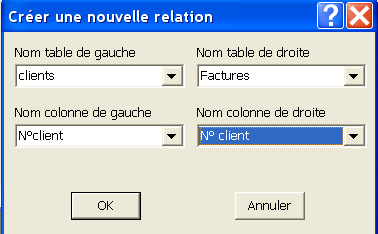 Créer une nouvelle relation
Nom table de gauche Nom table de droite
clients Factures
Nom colonne de gauche Nom colonne de droite
N°client N° client
OK Annuler